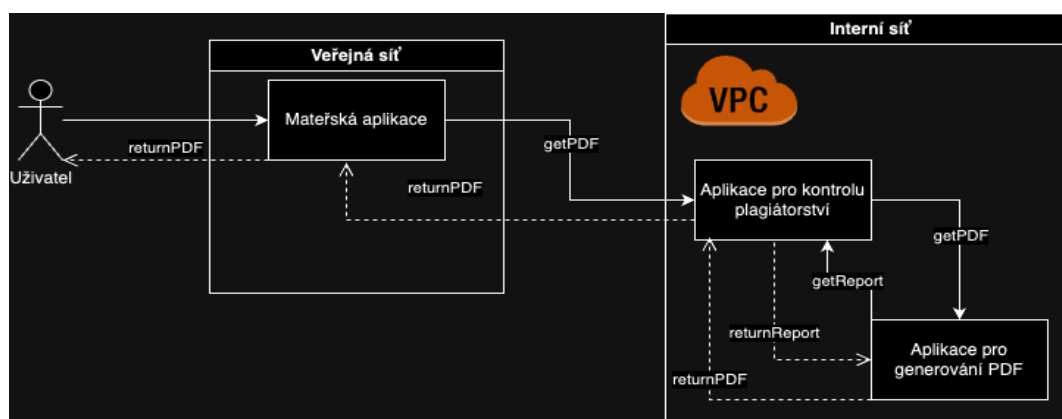 Interní síť
Veřejná síť
VPC
Mateřská aplikace
getPDF
returnPDF
Uživatel
returnPDF
Aplikace pro kontrolu
plagiátorství
getPDF
getReport
returnReport
Aplikace pro
generování PDF
returnPDF